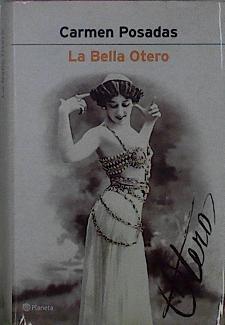 Carmen Posadas
La Bella Otero
Otero
Planeta